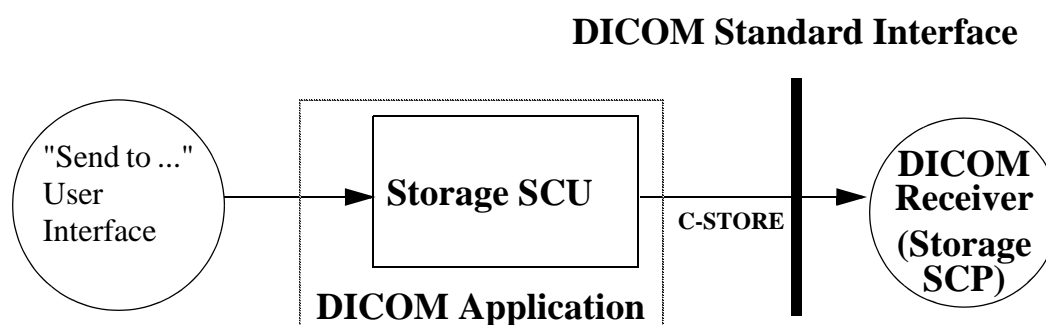 DICOM Standard Interface
"Send to ..."
User
Interface
Storage SCU
C-STORE
DICOM
Receiver
(Storage
SCP)
DICOM Application